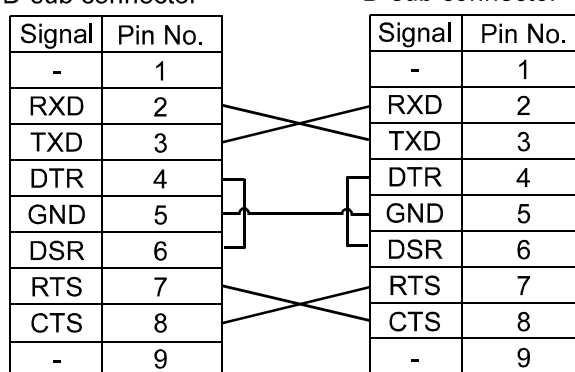 D-sub connector D-sub connector
Signal Pin No. Signal Pin No.
- 1 - 1
RXD 2 RXD 2
TXD 3 TXD 3
DTR 4 DTR 4
GND 5 GND 5
DSR 6 DSR 6
RTS 7 RTS 7
CTS 8 CTS 8
- 9 - 9